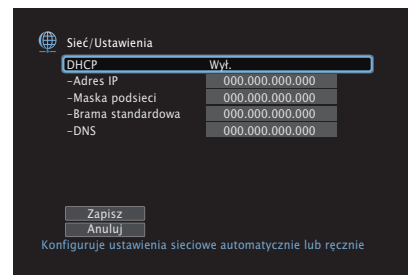 Sieć/Ustawienia
DHCP Wył.
–Adres IP 000.000.000.000
–Maska podsieci 000.000.000.000
–Brama standardowa 000.000.000.000
–DNS 000.000.000.000
Zapisz
Anuluj
Konfiguruje ustawienia sieciowe automatycznie lub ręcznie